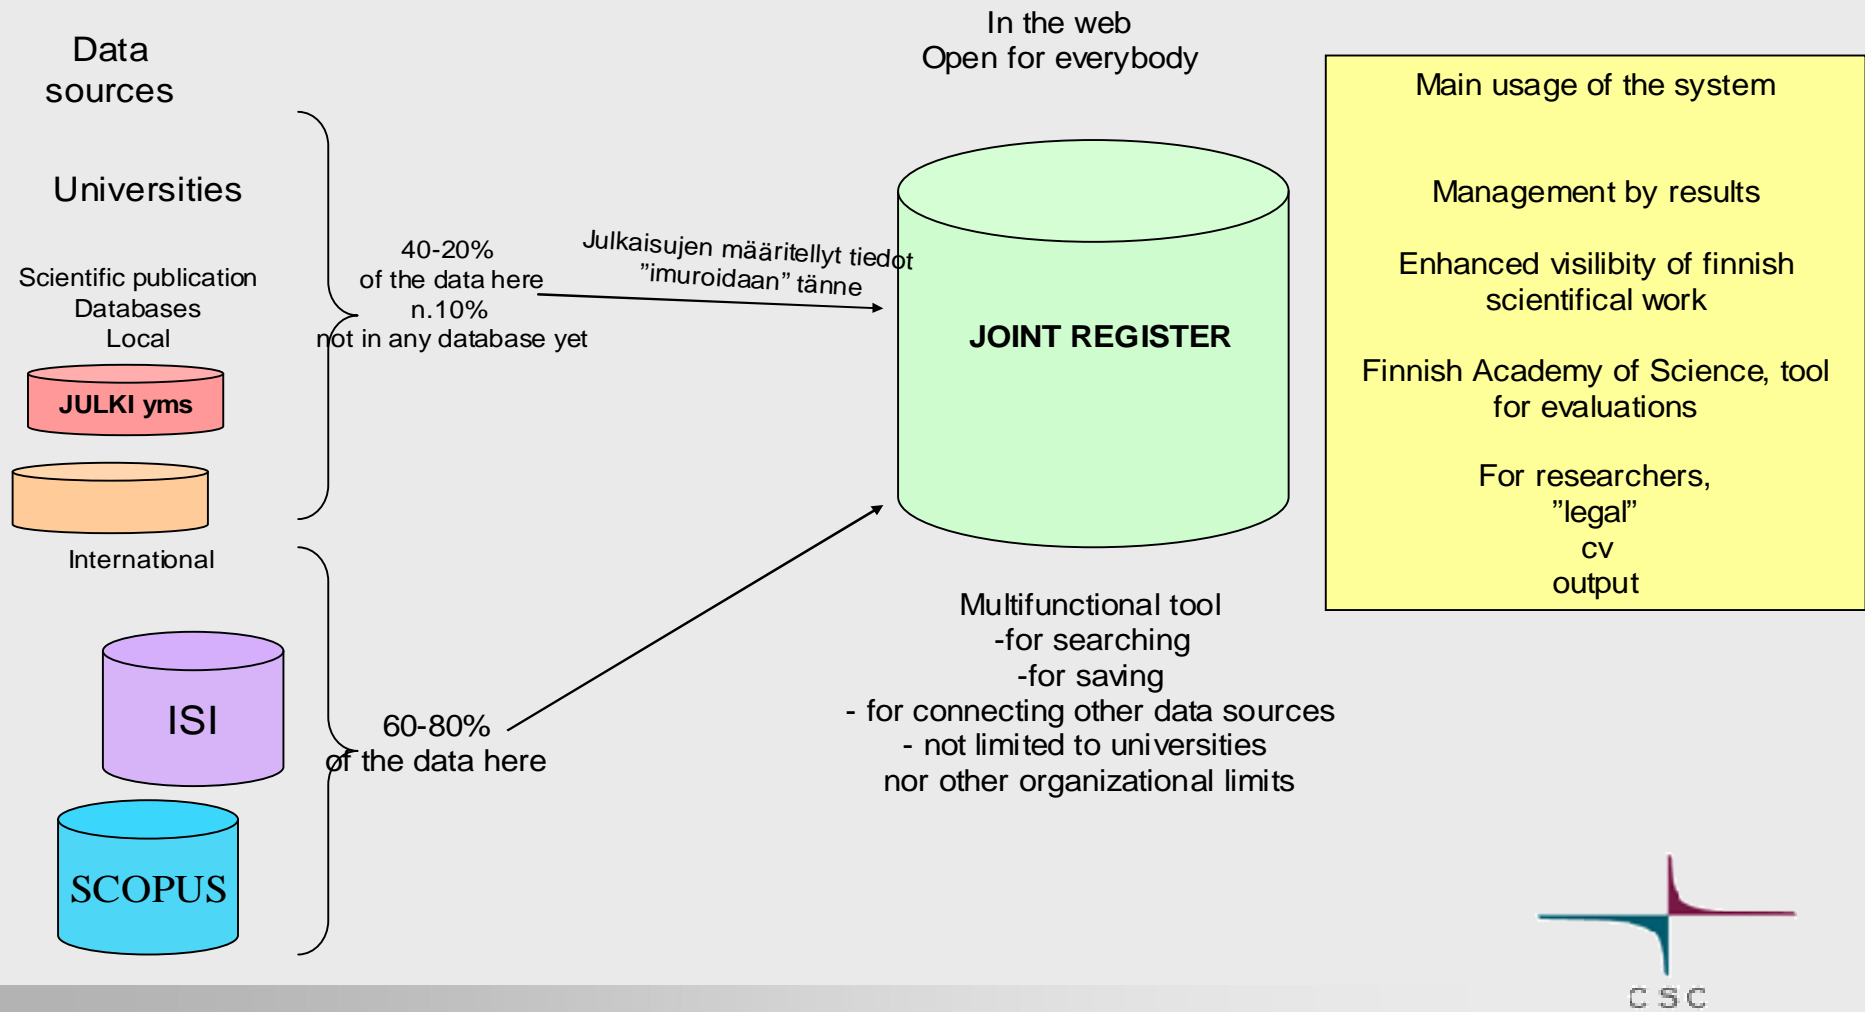 Data
sources
Universities
Scientific publication
Databases
Local
JULKI yms
International
ISI
SCOPUS
40-20%
of the data here
n.10%
not in any database yet
60-80%
of the data here
Julkaisujen määritellyt tiedot
"imuroidaan" tänne
In the web
Open for everybody
JOINT REGISTER
Multifunctional tool
-for searching
-for saving
- for connecting other data sources
- not limited to universities
nor other organizational limits
Main usage of the system
Management by results
Enhanced visilibity of finnish
scientifical work
Finnish Academy of Science, tool
for evaluations
For researchers,
”legal”
cv
output
CSC